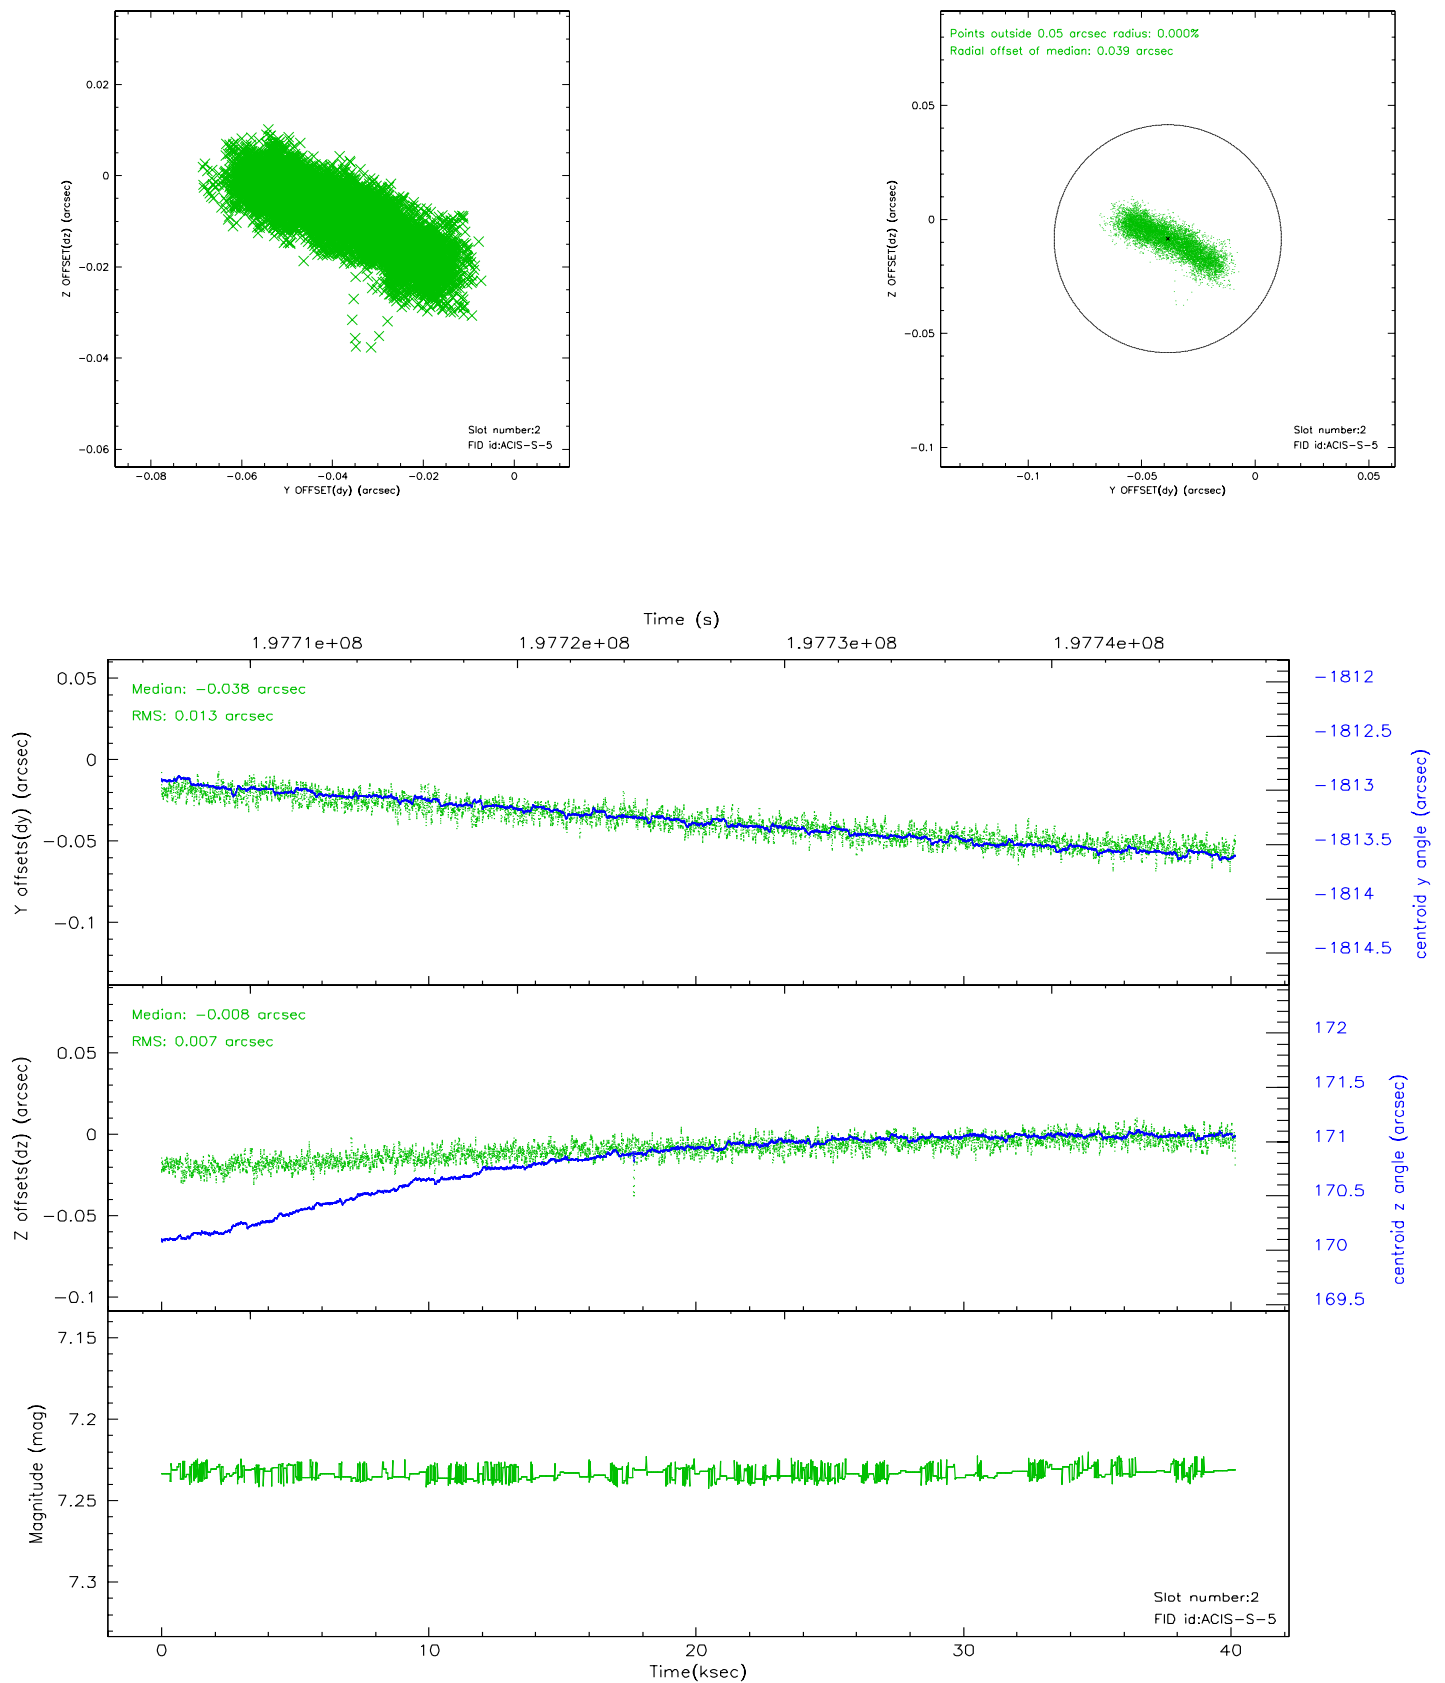 0.02
0
-0.02
-0.04
-0.06
Z OFFSET(dz) (arcsec)
Slot number:2
FID id:ACIS-S-5
-0.08
-0.06
-0.04
-0.02
0
Y OFFSET(dy) (arcsec)
Points outside 0.05 arcsec radius: 0.000%
Radial offset of median: 0.039 arcsec
0.05
0
-0.05
-0.1
Z OFFSET(dz) (arcsec)
Slot number:2
FID id:ACIS-S-5
-0.1
-0.05
0
0.05
Y OFFSET(dy) (arcsec)
Time (s)
1.9771e+08
1.9772e+08
1.9773e+08
1.9774e+08
Median: -0.038 arcsec
RMS: 0.013 arcsec
0.05
0
-0.05
-0.1
Y offsets(dy) (arcsec)
-1812
-1812.5
-1813
-1813.5
-1814
-1814.5
centroid y angle (arcsec)
Median: -0.008 arcsec
RMS: 0.007 arcsec
0.05
0
-0.05
-0.1
Z offsets(dz) (arcsec)
172
171.5
171
170.5
170
169.5
centroid z angle (arcsec)
7.15
7.2
7.25
7.3
Magnitude (mag)
Slot number:2
FID id:ACIS-S-5
0
10
20
30
40
Time(ksec)